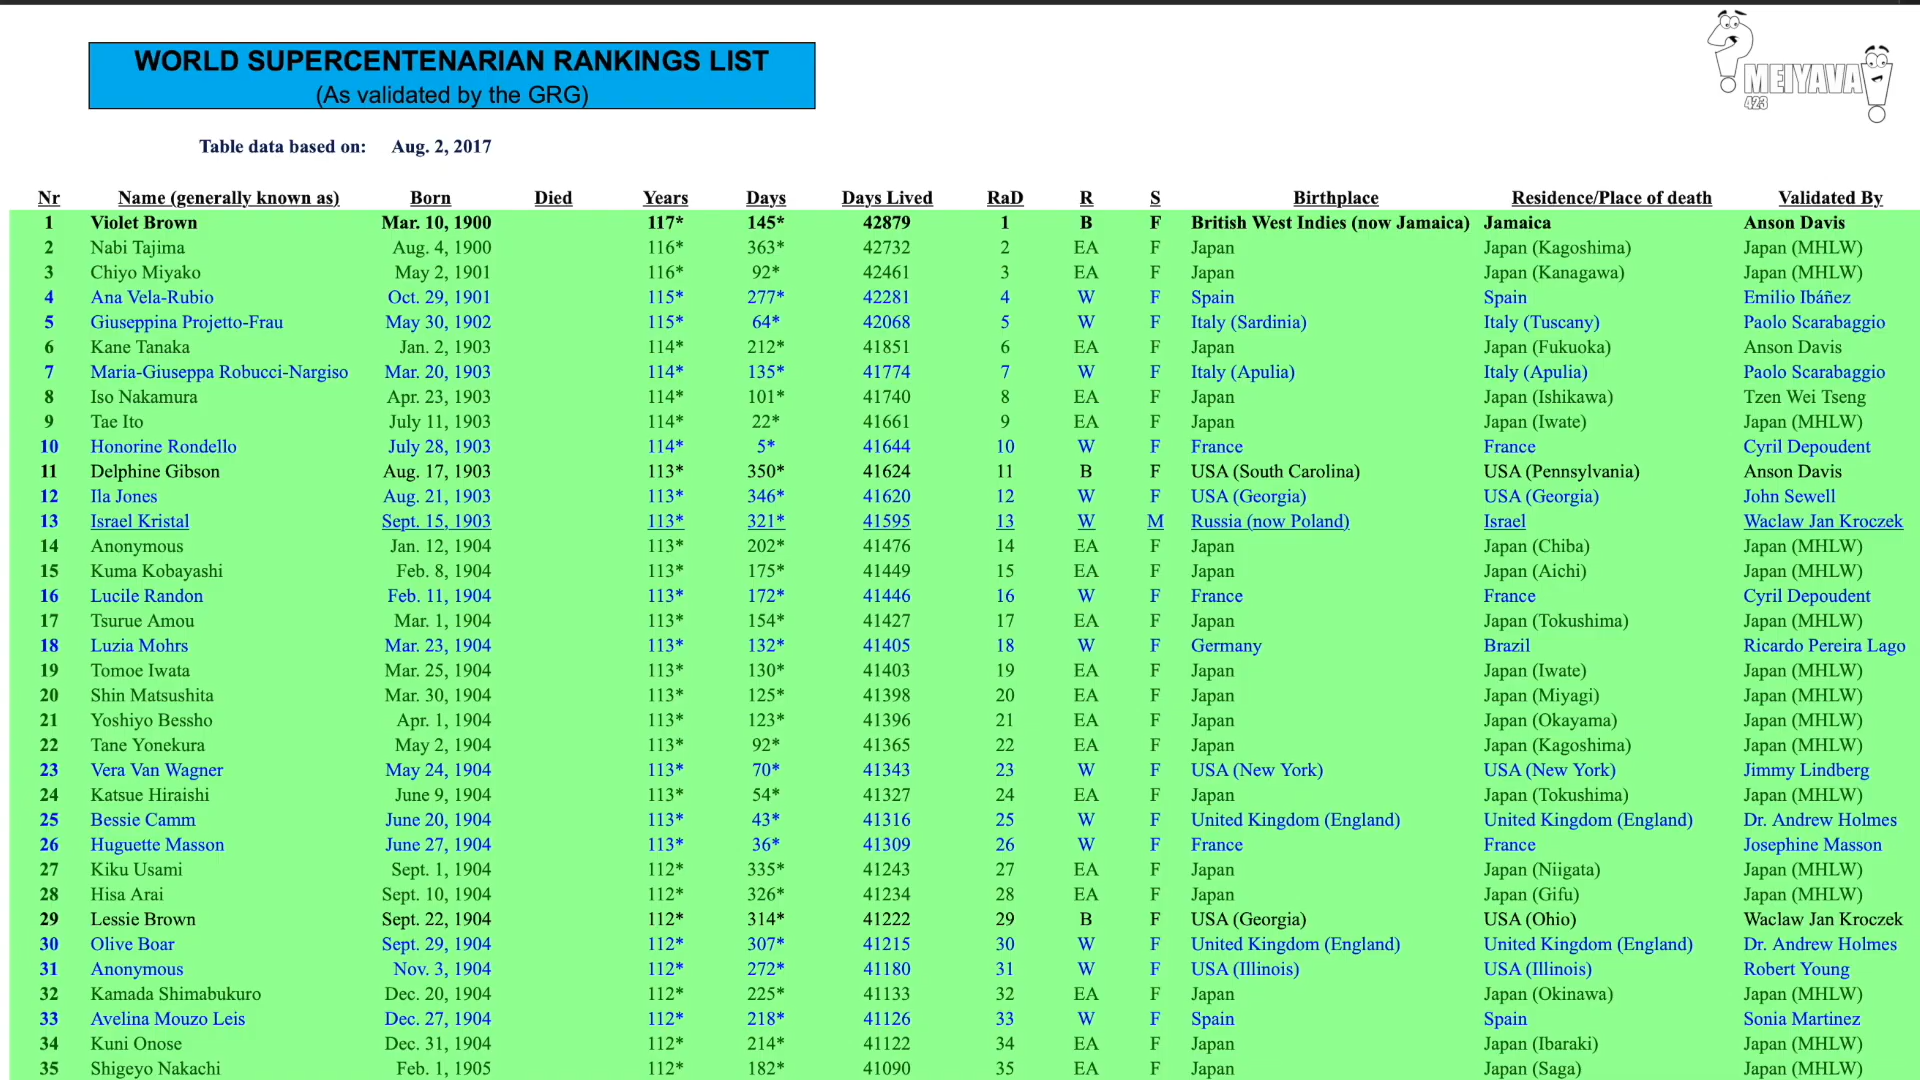 MEIYAVA
423
WORLD SUPERCENTENARIAN RANKINGS LIST
(As validated by the GRG)
Table data based on: Aug. 2, 2017
Nr Name (generally known as) Born Died Years Days Days Lived RaD R S Birthplace Residence/Place of death Validated By
1 Violet Brown Mar. 10, 1900 117* 145* 42879 1 B F British West Indies (now Jamaica) Jamaica Anson Davis
2 Nabi Tajima Aug. 4, 1900 116* 363* 42732 2 EA F Japan Japan (Kagoshima) Japan (MHLW)
3 Chiyo Miyako May 2, 1901 116* 92* 42461 3 EA F Japan Japan (Kanagawa) Japan (MHLW)
4 Ana Vela-Rubio Oct. 29, 1901 115* 277* 42281 4 W F Spain Spain Emilio Ibáñez
5 Giuseppina Projetto-Frau May 30, 1902 115* 64* 42068 5 W F Italy (Sardinia) Italy (Tuscany) Paolo Scarabaggio
6 Kane Tanaka Jan. 2, 1903 114* 212* 41851 6 EA F Japan Japan (Fukuoka) Anson Davis
7 Maria-Giuseppa Robucci-Nargiso Mar. 20, 1903 114* 135* 41774 7 W F Italy (Apulia) Italy (Apulia) Paolo Scarabaggio
8 Iso Nakamura Apr. 23, 1903 114* 101* 41740 8 EA F Japan Japan (Ishikawa) Tzen Wei Tseng
9 Tae Ito July 11, 1903 114* 22* 41661 9 EA F Japan Japan (Iwate) Japan (MHLW)
10 Honorine Rondello July 28, 1903 114* 5* 41644 10 W F France France Cyril Depoudent
11 Delphine Gibson Aug. 17, 1903 113* 350* 41624 11 B F USA (South Carolina) USA (Pennsylvania) Anson Davis
12 Ila Jones Aug. 21, 1903 113* 346* 41620 12 W F USA (Georgia) USA (Georgia) John Sewell
13 Israel Kristal Sept. 15, 1903 113* 321* 41595 13 W M Russia (now Poland) Israel Waclaw Jan Kroczek
14 Anonymous Jan. 12, 1904 113* 202* 41476 14 EA F Japan Japan (Chiba) Japan (MHLW)
15 Kuma Kobayashi Feb. 8, 1904 113* 175* 41449 15 EA F Japan Japan (Aichi) Japan (MHLW)
16 Lucile Randon Feb. 11, 1904 113* 172* 41446 16 W F France France Cyril Depoudent
17 Tsurue Amou Mar. 1, 1904 113* 154* 41427 17 EA F Japan Japan (Tokushima) Japan (MHLW)
18 Luzia Mohrs Mar. 23, 1904 113* 132* 41405 18 W F Germany Brazil Ricardo Pereira Lago
19 Tomoe Iwata Mar. 25, 1904 113* 130* 41403 19 EA F Japan Japan (Iwate) Japan (MHLW)
20 Shin Matsushita Mar. 30, 1904 113* 125* 41398 20 EA F Japan Japan (Miyagi) Japan (MHLW)
21 Yoshiyo Bessho Apr. 1, 1904 113* 123* 41396 21 EA F Japan Japan (Okayama) Japan (MHLW)
22 Tane Yonekura May 2, 1904 113* 92* 41365 22 EA F Japan Japan (Kagoshima) Japan (MHLW)
23 Vera Van Wagner May 24, 1904 113* 70* 41343 23 W F USA (New York) USA (New York) Jimmy Lindberg
24 Katsue Hiraishi June 9, 1904 113* 54* 41327 24 EA F Japan Japan (Tokushima) Japan (MHLW)
25 Bessie Camm June 20, 1904 113* 43* 41316 25 W F United Kingdom (England) United Kingdom (England) Dr. Andrew Holmes
26 Huguette Masson June 27, 1904 113* 36* 41309 26 W F France France Josephine Masson
27 Kiku Usami Sept. 1, 1904 112* 335* 41243 27 EA F Japan Japan (Niigata) Japan (MHLW)
28 Hisa Arai Sept. 10, 1904 112* 326* 41234 28 EA F Japan Japan (Gifu) Japan (MHLW)
29 Lessie Brown Sept. 22, 1904 112* 314* 41222 29 B F USA (Georgia) USA (Ohio) Waclaw Jan Kroczek
30 Olive Boar Sept. 29, 1904 112* 307* 41215 30 W F United Kingdom (England) United Kingdom (England) Dr. Andrew Holmes
31 Anonymous Nov. 3, 1904 112* 272* 41180 31 W F USA (Illinois) USA (Illinois) Robert Young
32 Kamada Shimabukuro Dec. 20, 1904 112* 225* 41133 32 EA F Japan Japan (Okinawa) Japan (MHLW)
33 Avelina Mouzo Leis Dec. 27, 1904 112* 218* 41126 33 W F Spain Spain Sonia Martinez
34 Kuni Onose Dec. 31, 1904 112* 214* 41122 34 EA F Japan Japan (Ibaraki) Japan (MHLW)
35 Shigeyo Nakachi Feb. 1, 1905 112* 182* 41090 35 EA F Japan Japan (Saga) Japan (MHLW)